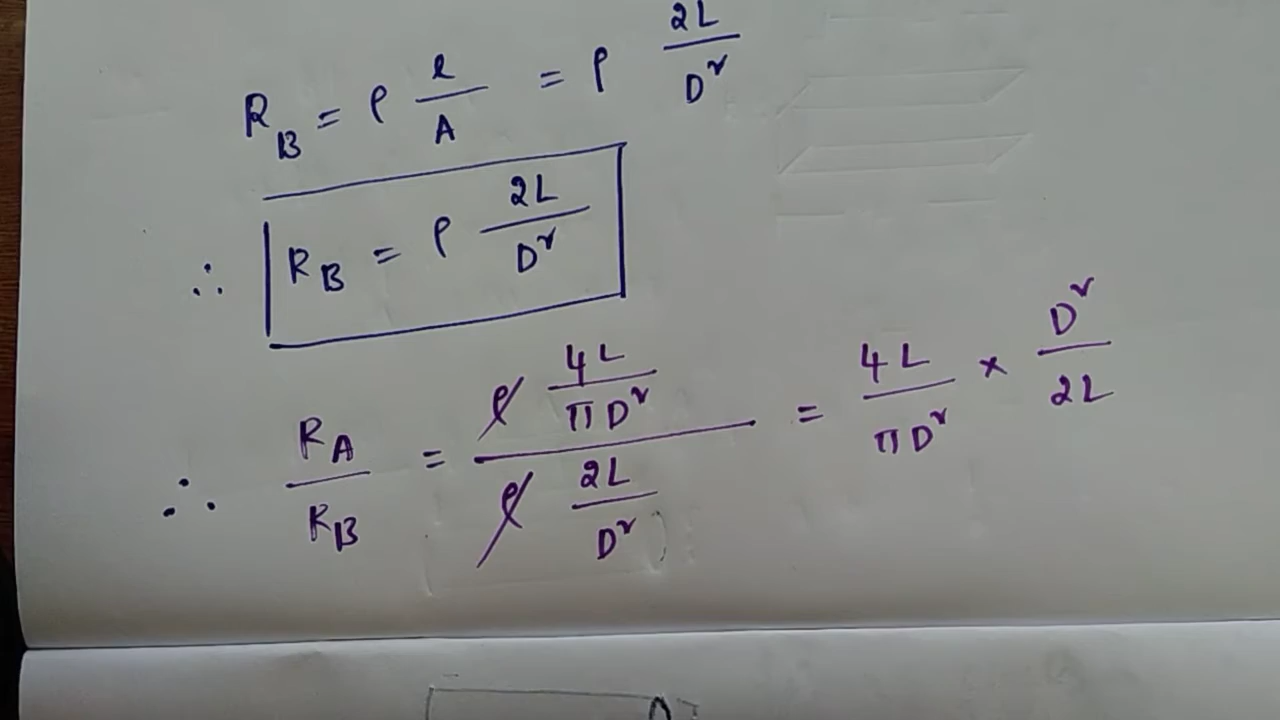 R_B = ρ l/A = ρ 2L/D²
∴ R_B = ρ 2L/D²
∴ R_A/R_B = (ρ 4L/πD²)/(ρ 2L/D²) = 4L/πD² × D²/2L